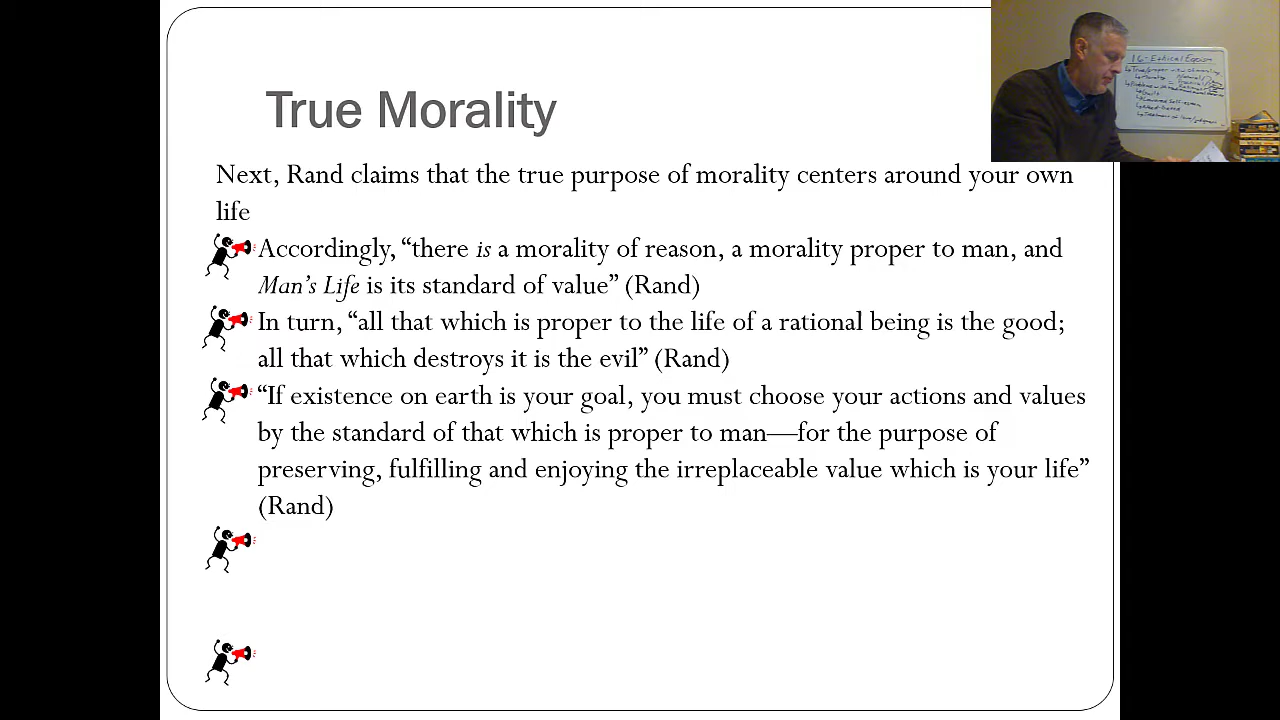 True Morality
16-Ethical Egoism
Next, Rand claims that the true purpose of morality centers around your own
life
Accordingly, “there is a morality of reason, a morality proper to man, and
Man’s Life is its standard of value” (Rand)
In turn, “all that which is proper to the life of a rational being is the good;
all that which destroys it is the evil” (Rand)
“If existence on earth is your goal, you must choose your actions and values
by the standard of that which is proper to man—for the purpose of
preserving, fulfilling and enjoying the irreplaceable value which is your life”
(Rand)